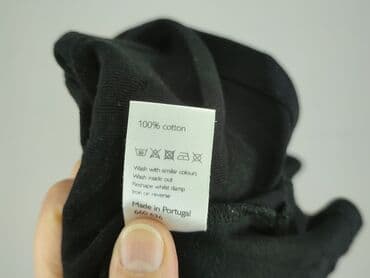 100% cotton
Wash with similar colours
Wash inside out
Reshape whilst damp
Iron on reverse
Made in Portugal